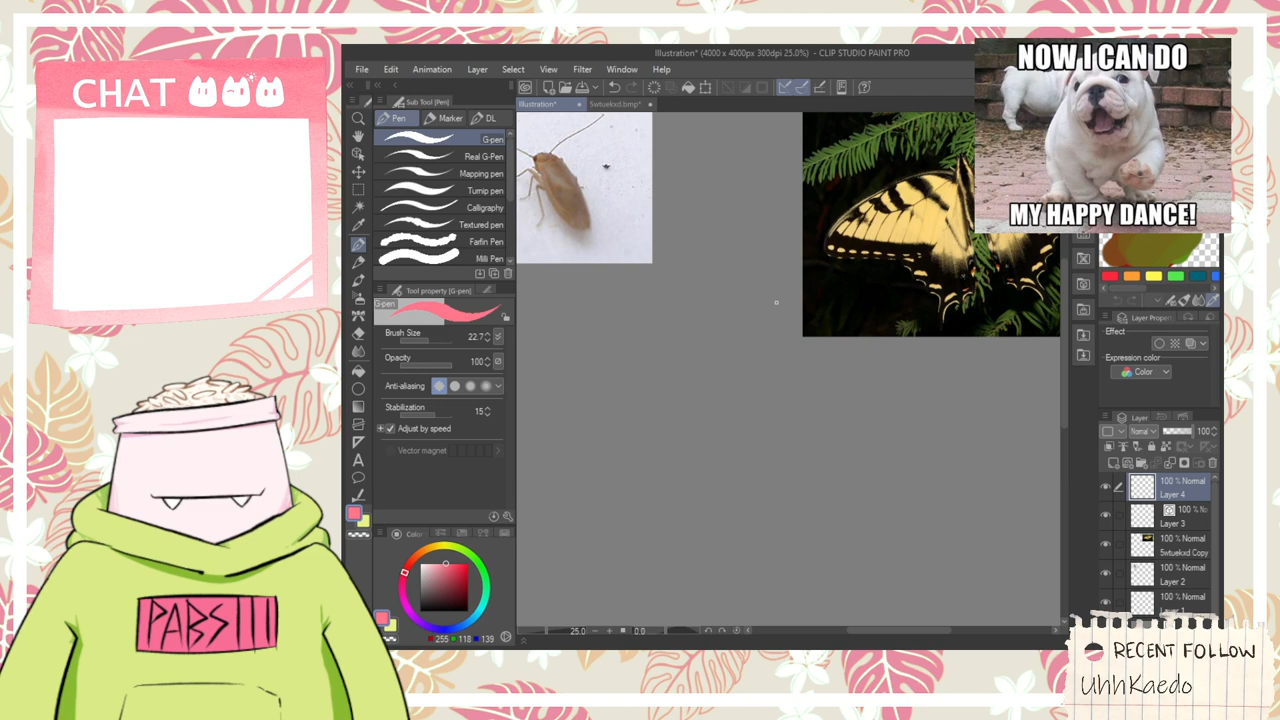 CHAT
Illustration* (4000 x 4000px 300dpi 25.0%) - CLIP STUDIO PAINT PRO
File Edit Animation Layer Select View Filter Window Help
Sub Tool [Pen]
Illustration* 5wtuekxd.bmp*
Pen Marker DL
G-pen
Real G-Pen
Mapping pen
Turnip pen
Calligraphy
Textured pen
Farfin Pen
Milli Pen
Tool property [G-pen]
G-pen
Brush Size 22.7
Opacity 100
Anti-aliasing
Stabilization 15
Adjust by speed
Vector magnet
Color
255 118 139
25.0 0.0
NOW I CAN DO
MY HAPPY DANCE!
Layer Proper
Effect
Expression color
Color
Layer
Normal 100
100 % Normal
Layer 4
100 % No
Layer 3
100 % Normal
5wtuekxd Copy
100 % Normal
Layer 2
100 % Normal
PABSIII
RECENT FOLLOW
UhhKaedo